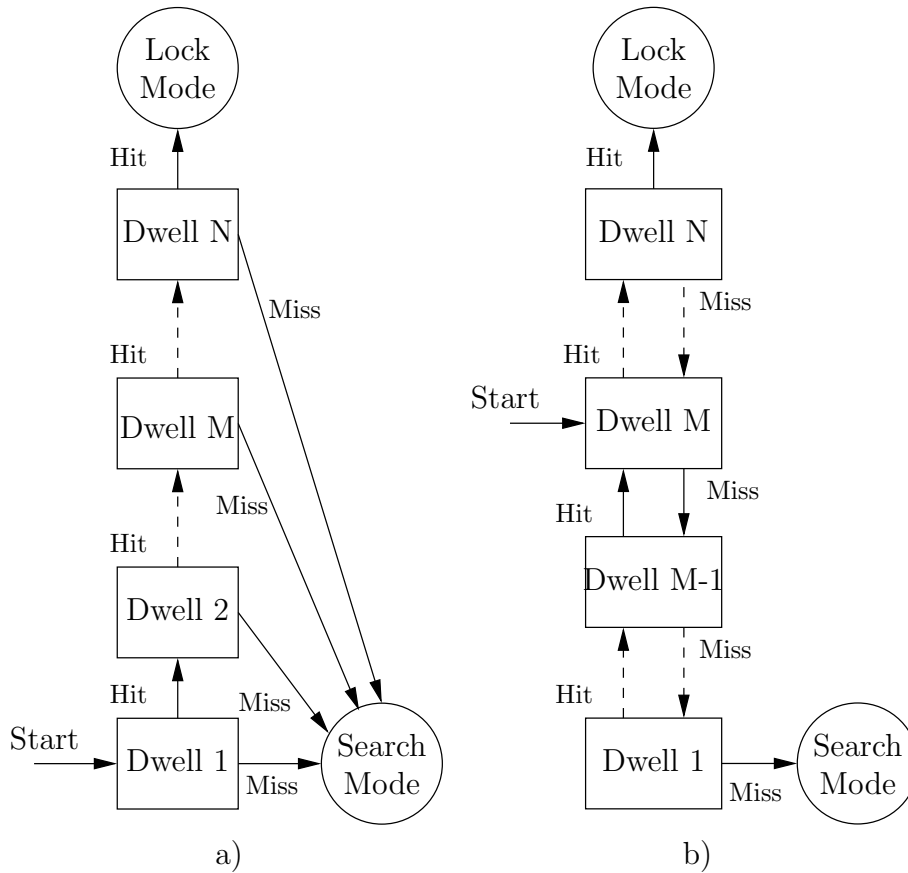 Lock
Mode
Hit
Dwell N
Miss
Hit
Dwell M
Miss
Hit
Dwell 2
Hit
Miss
Start
Dwell 1
Miss
Search
Mode
a)
Lock
Mode
Hit
Dwell N
Miss
Hit
Start
Dwell M
Miss
Hit
Dwell M-1
Miss
Hit
Dwell 1
Miss
Search
Mode
b)